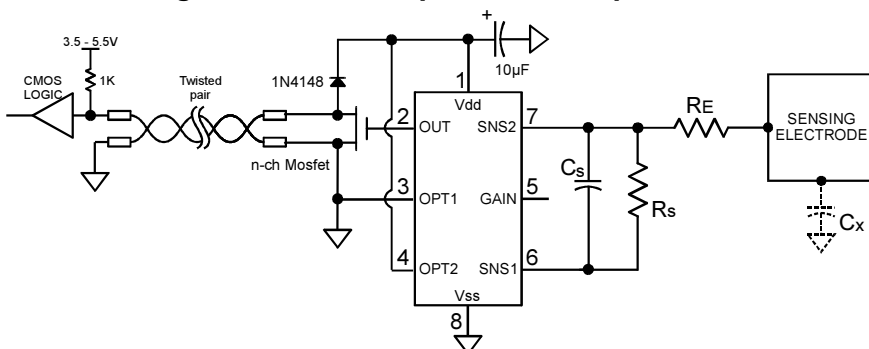 3.5 - 5.5V
CMOS
LOGIC
1K
Twisted
pair
1N4148
n-ch Mosfet
+
10µF
1
Vdd
2
OUT
3
OPT1
4
OPT2
Vss
8
7
SNS2
GAIN
5
SNS1
6
Cs
Rs
RE
SENSING
ELECTRODE
Cx